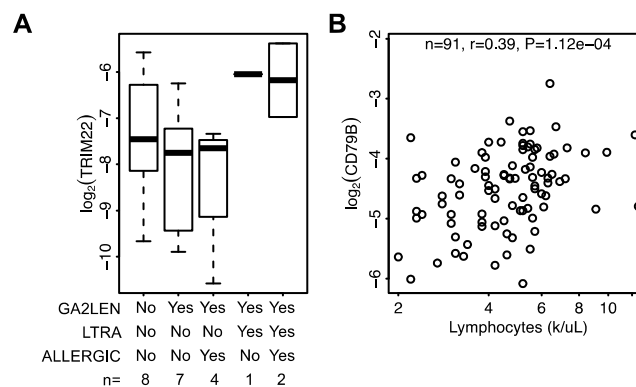 A
log2(TRIM22)
-6
-7
-8
-9
-10
GA2LEN No Yes Yes Yes Yes
LTRA No No No Yes Yes
ALLERGIC No No Yes No Yes
n= 8 7 4 1 2
B
n=91, r=0.39, P=1.12e-04
log2(CD79B)
-2
-3
-4
-5
-6
2 4 6 8 10
Lymphocytes (k/uL)